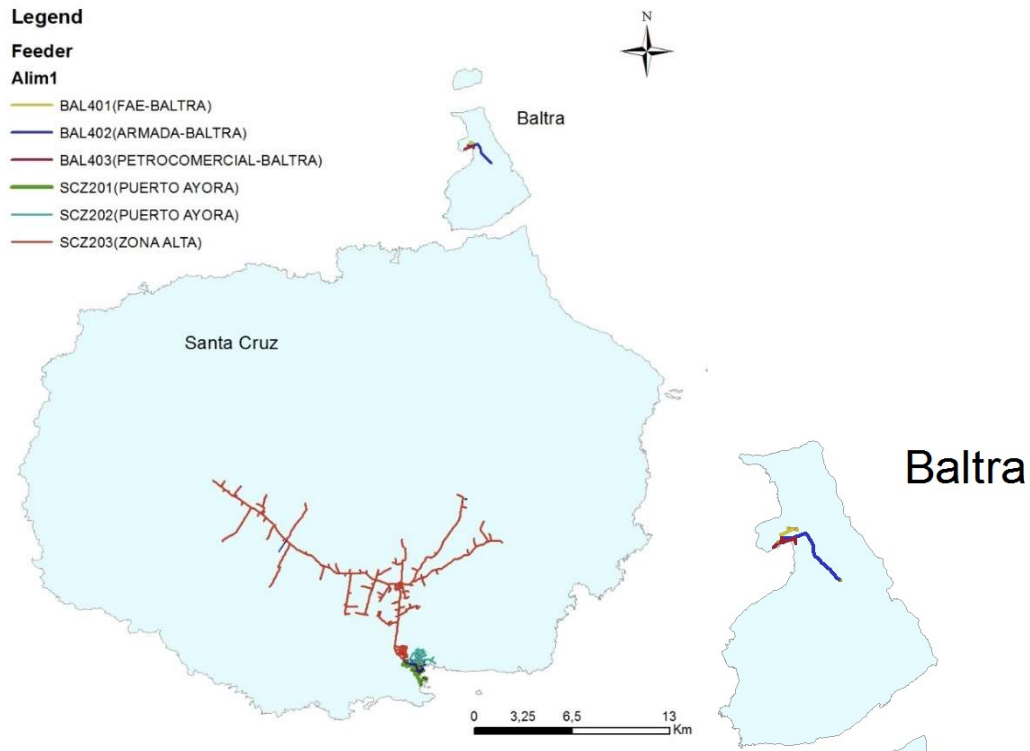 Legend
Feeder
Alim1
BAL401(FAE-BALTRA)
BAL402(ARMADA-BALTRA)
BAL403(PETROCOMERCIAL-BALTRA)
SCZ201(PUERTO AYORA)
SCZ202(PUERTO AYORA)
SCZ203(ZONA ALTA)
N
Baltra
Santa Cruz
Baltra
0 3,25 6,5 13
Km